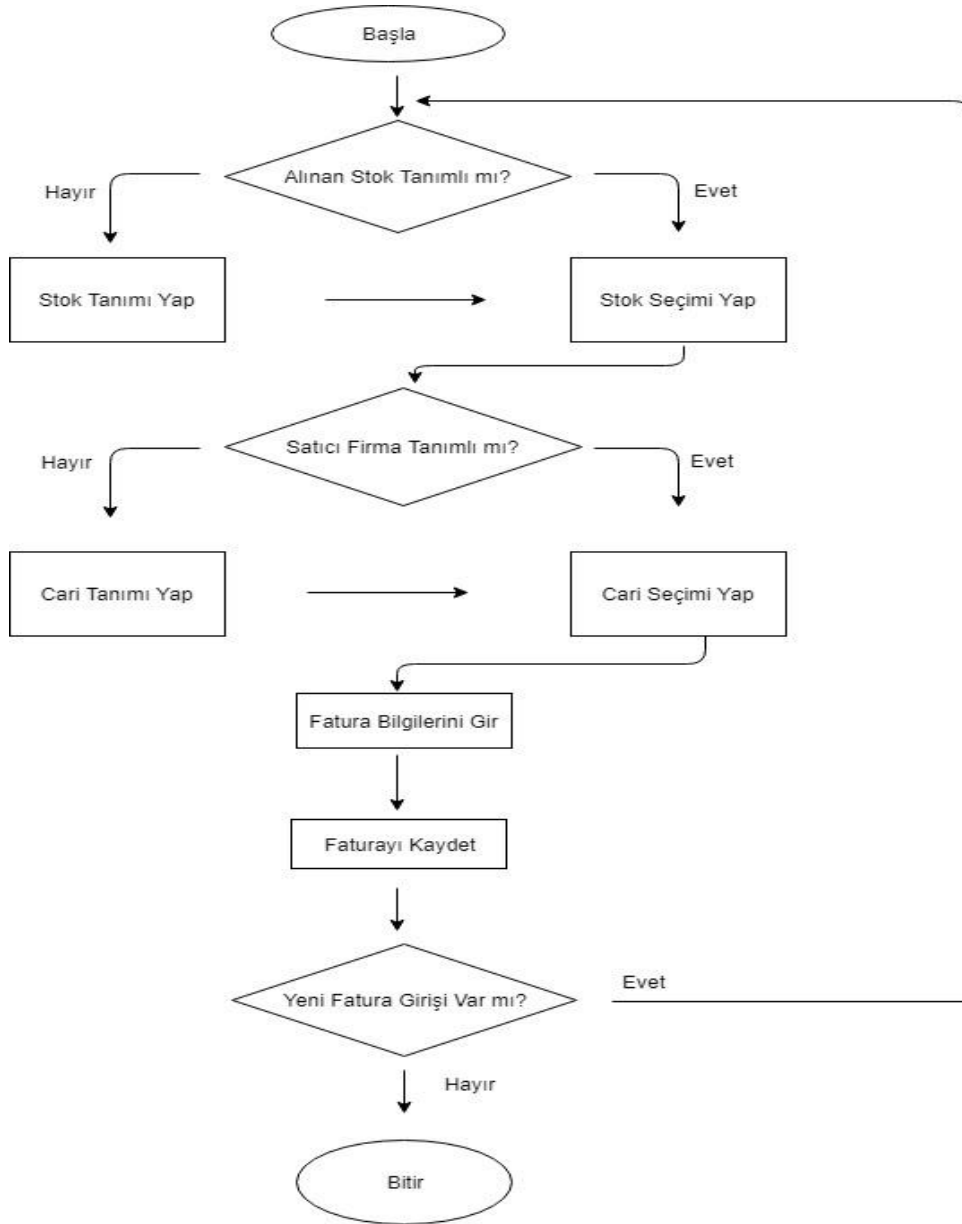 Başla
Alınan Stok Tanımlı mı?
Hayır
Evet
Stok Tanımı Yap
Stok Seçimi Yap
Satıcı Firma Tanımlı mı?
Hayır
Evet
Cari Tanımı Yap
Cari Seçimi Yap
Fatura Bilgilerini Gir
Faturayı Kaydet
Yeni Fatura Girişi Var mı?
Evet
Hayır
Bitir